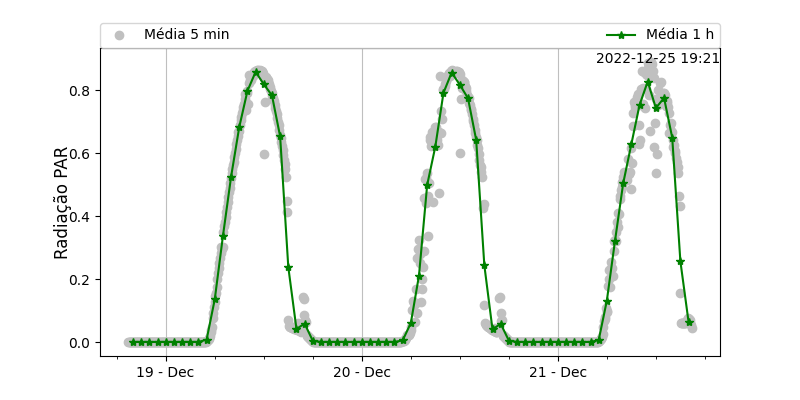 Média 5 min
Média 1 h
2022-12-25 19:21
Radiação PAR
0.8
0.6
0.4
0.2
0.0
19 - Dec
20 - Dec
21 - Dec